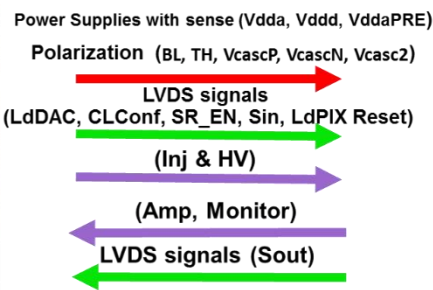 Power Supplies with sense (Vdda, Vddd, VddaPRE)
Polarization (BL, TH, VcascP, VcascN, Vcasc2)
LVDS signals
(LdDAC, CLConf, SR_EN, Sin, LdPIX Reset)
(Inj & HV)
(Amp, Monitor)
LVDS signals (Sout)